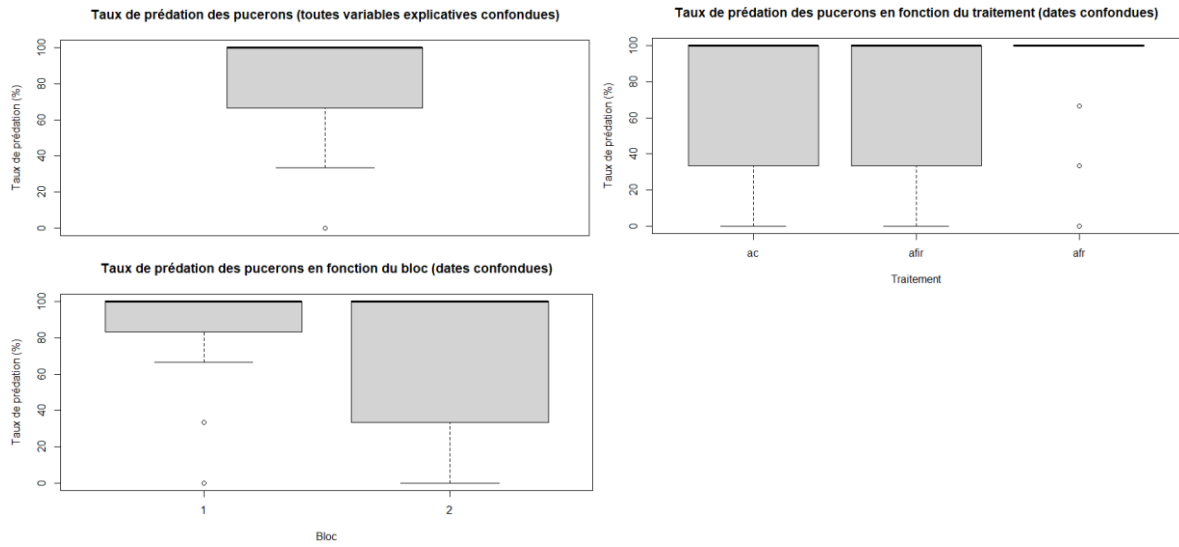 Taux de prédation des pucerons (toutes variables explicatives confondues)
Taux de prédation (%)
100
80
60
40
20
0
Taux de prédation des pucerons en fonction du traitement (dates confondues)
Taux de prédation (%)
100
80
60
40
20
0
ac afir afr
Traitement
Taux de prédation des pucerons en fonction du bloc (dates confondues)
Taux de prédation (%)
100
80
60
40
20
0
1 2
Bloc